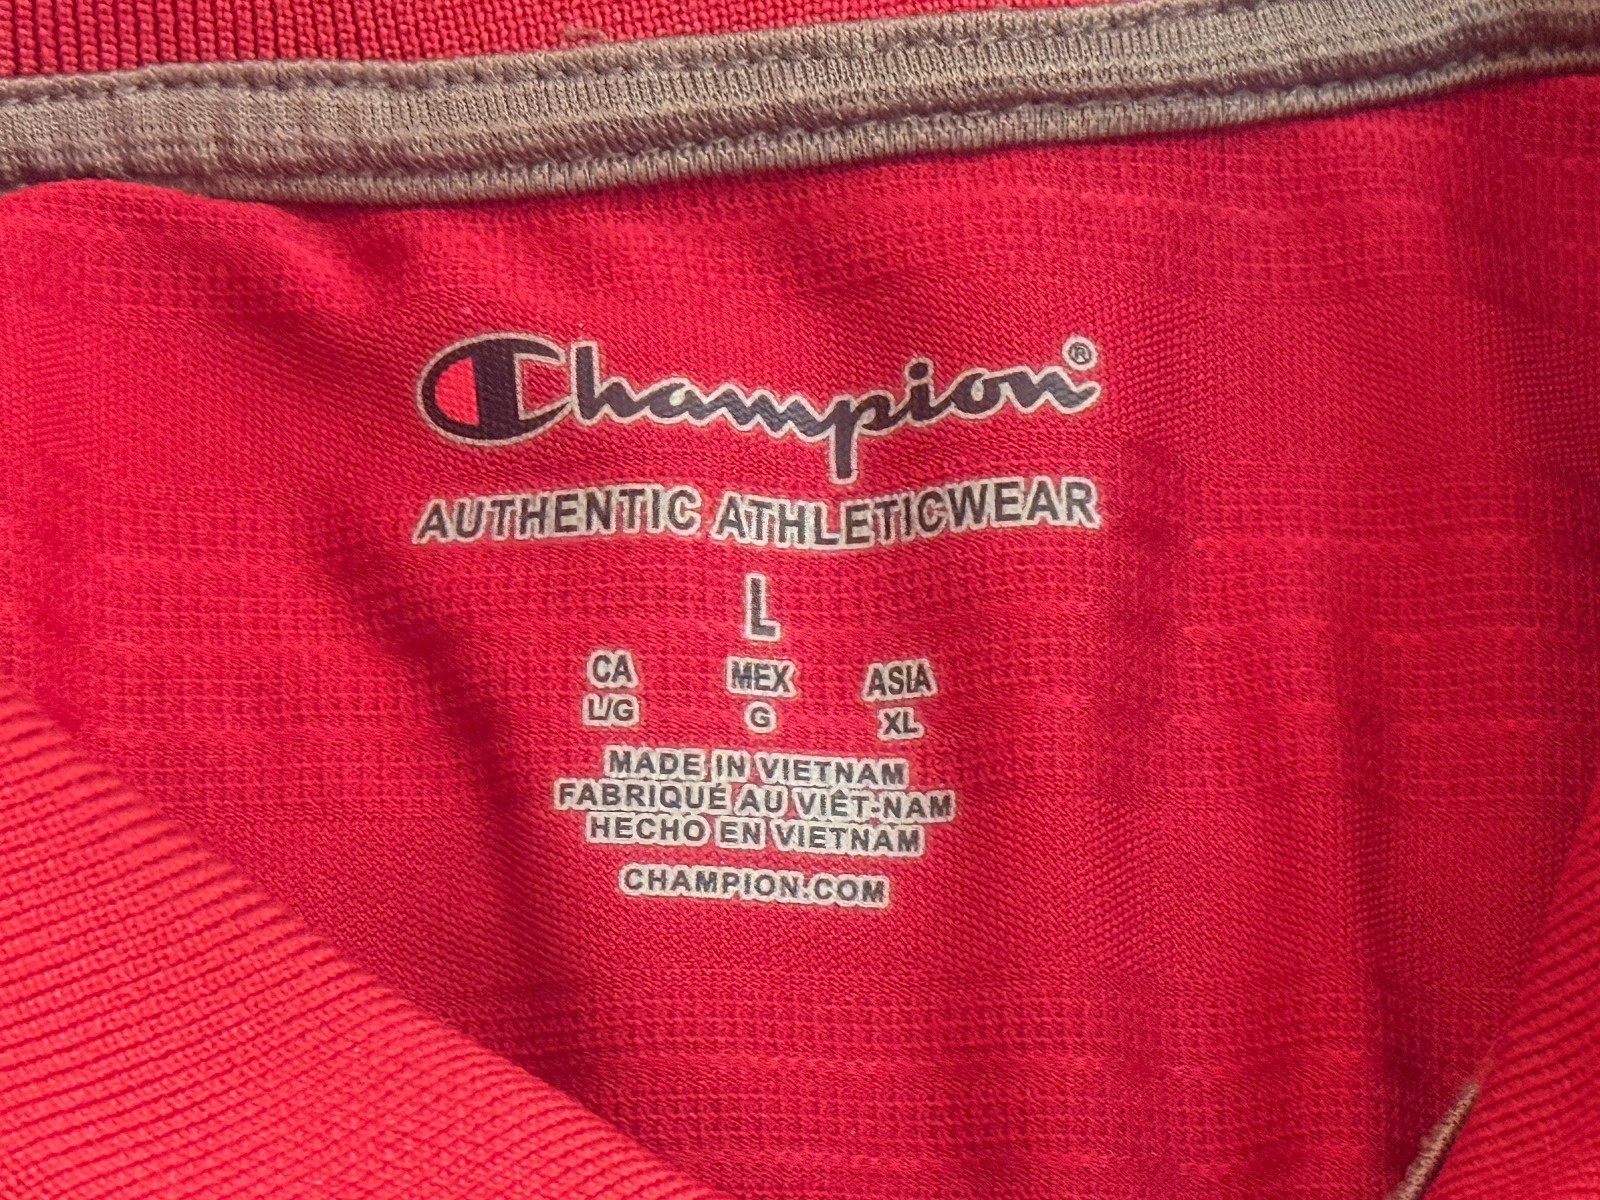 Champion®
AUTHENTIC ATHLETICWEAR
L
CA MEX ASIA
L/G G XL
MADE IN VIETNAM
FABRIQUÉ AU VIÊT-NAM
HECHO EN VIETNAM
CHAMPION.COM